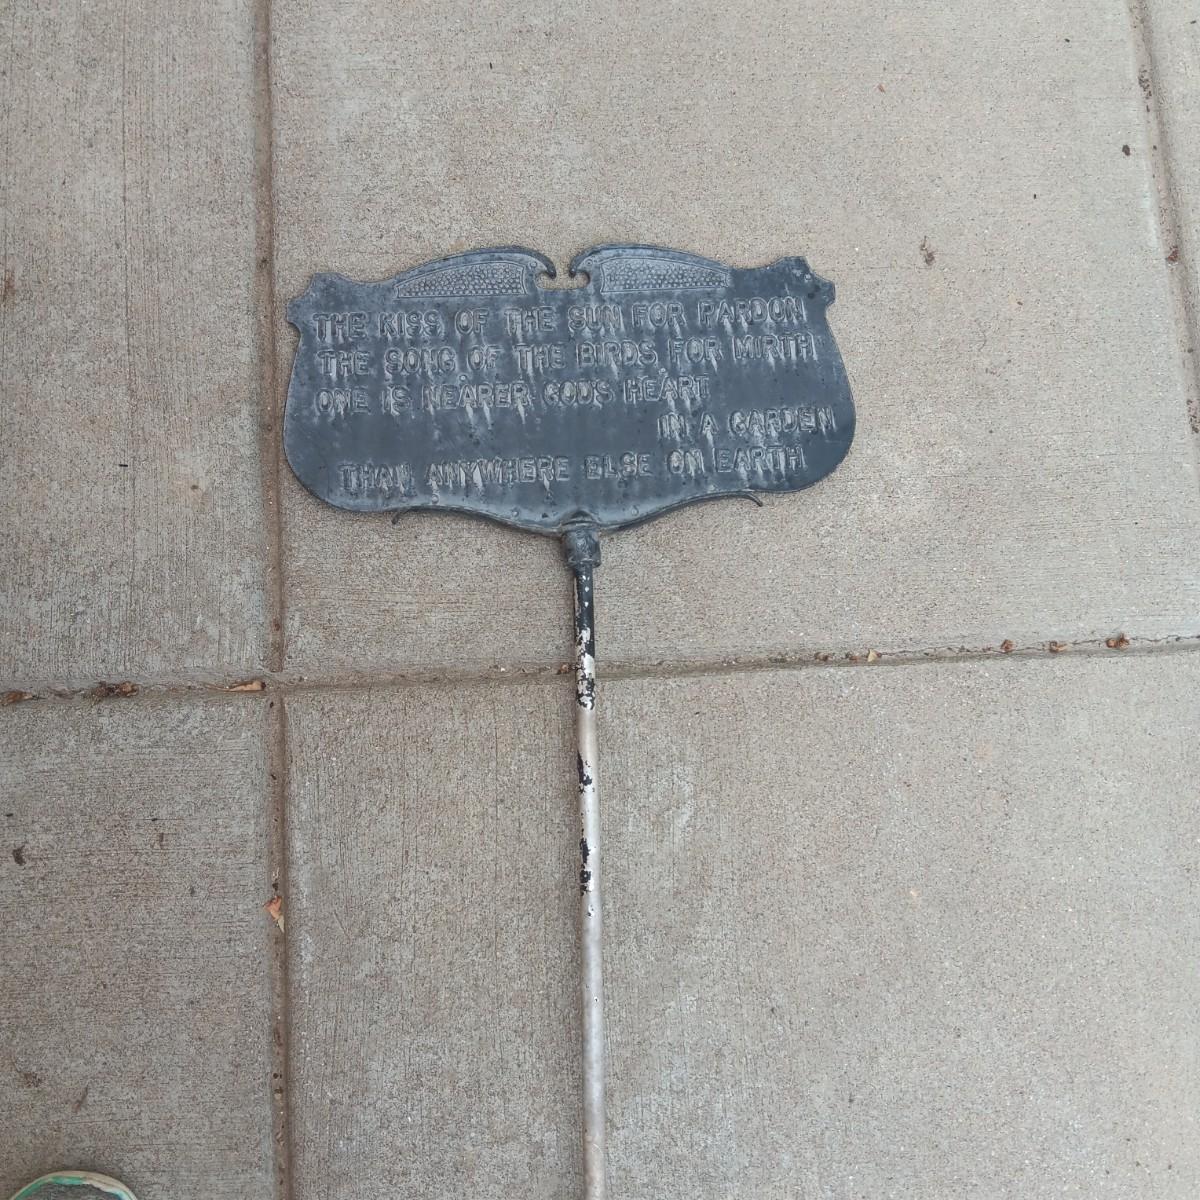 THE KISS OF THE SUN FOR PARDON
THE SONG OF THE BIRDS FOR MIRTH
ONE IS NEARER GOD'S HEART
IN A GARDEN
THAN ANYWHERE ELSE ON EARTH